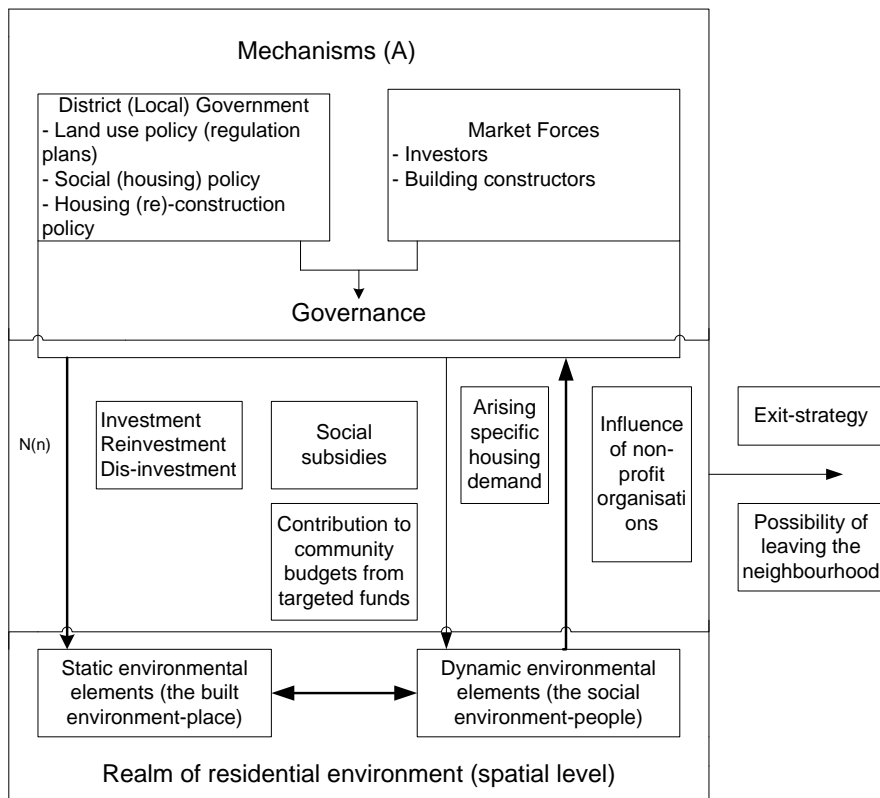 Mechanisms (A)
District (Local) Government
- Land use policy (regulation
plans)
- Social (housing) policy
- Housing (re)-construction
policy
Market Forces
- Investors
- Building constructors
Governance
N(n)
Investment
Reinvestment
Dis-investment
Social
subsidies
Contribution to
community
budgets from
targeted funds
Arising
specific
housing
demand
Influence
of non-
profit
organisati
ons
Exit-strategy
Possibility of
leaving the
neighbourhood
Static environmental
elements (the built
environment-place)
Dynamic environmental
elements (the social
environment-people)
Realm of residential environment (spatial level)